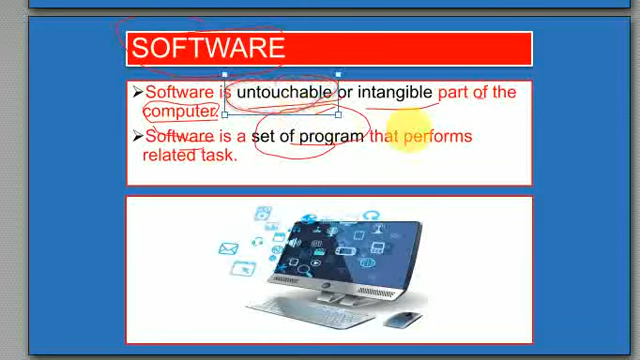 SOFTWARE
➢Software is untouchable or intangible part of the
computer.
➢Software is a set of program that performs
related task.